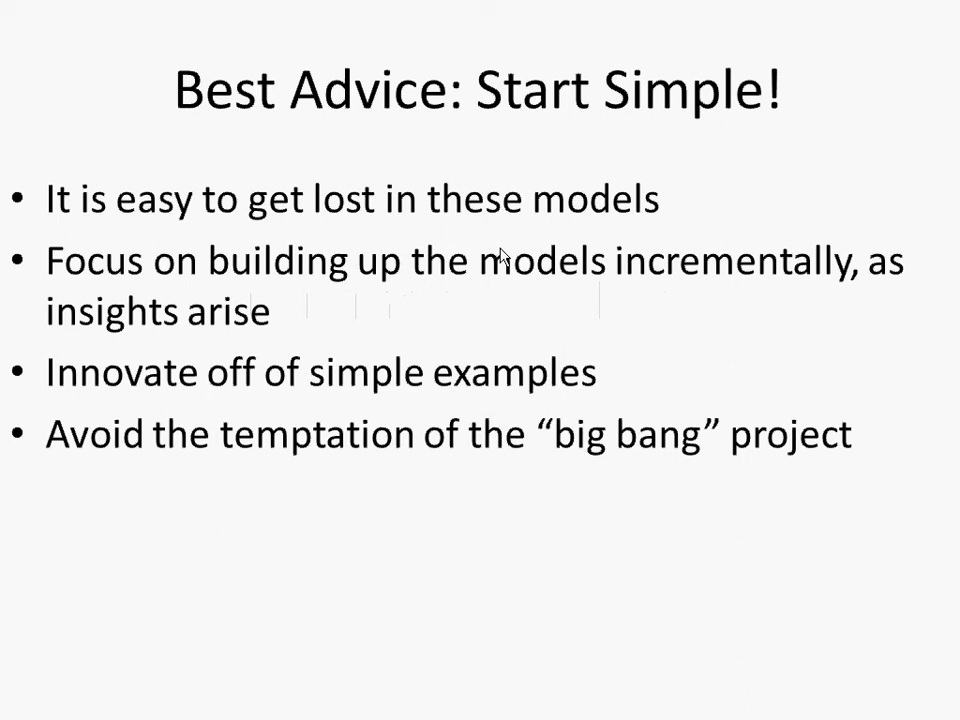 Best Advice: Start Simple!
• It is easy to get lost in these models
• Focus on building up the models incrementally, as
insights arise
• Innovate off of simple examples
• Avoid the temptation of the “big bang” project